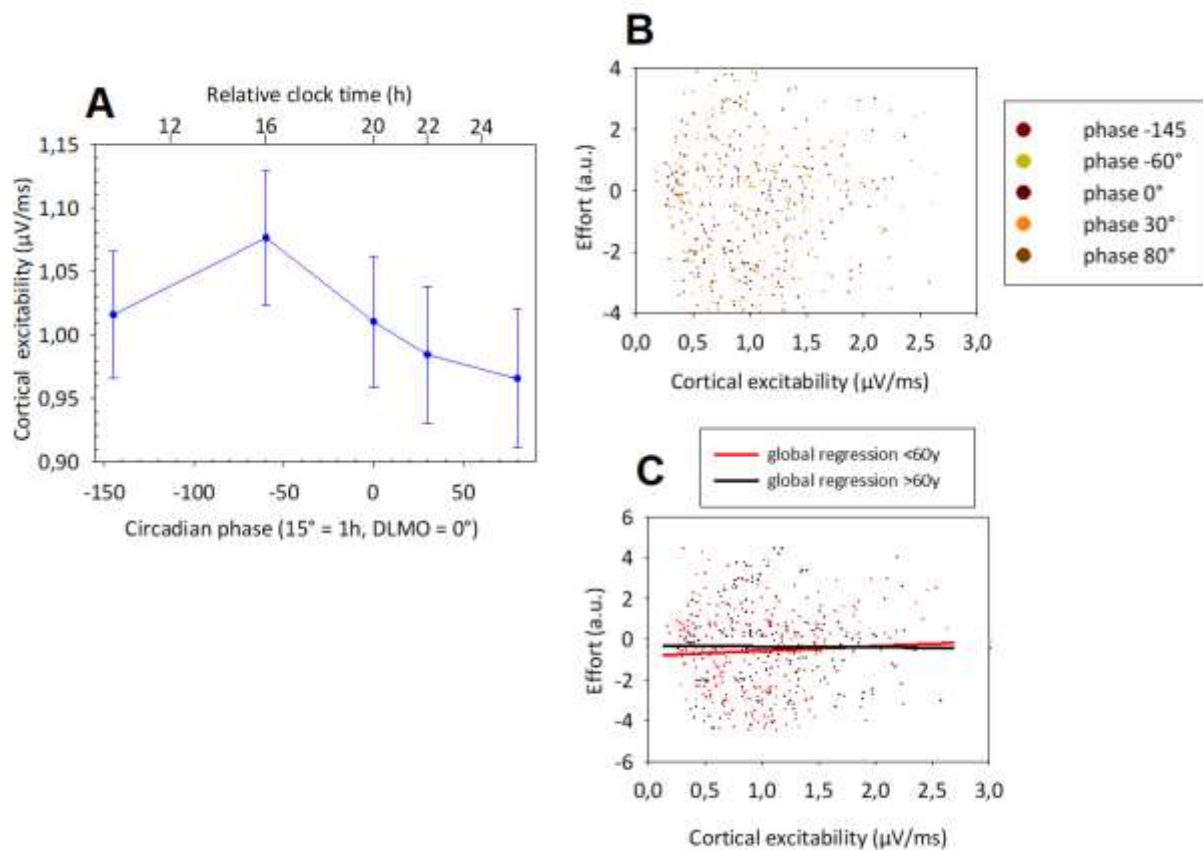 A
Relative clock time (h)
12 16 20 22 24
Cortical excitability (µV/ms)
1,15
1,10
1,05
1,00
0,95
0,90
-150 -100 -50 0 50
Circadian phase (15° = 1h, DLMO = 0°)
B
Effort (a.u.)
4
2
0
-2
-4
0,0 0,5 1,0 1,5 2,0 2,5 3,0
Cortical excitability (µV/ms)
phase -145
phase -60°
phase 0°
phase 30°
phase 80°
C
global regression <60y
global regression >60y
Effort (a.u.)
6
4
2
-0
-2
-4
-6
0,0 0,5 1,0 1,5 2,0 2,5 3,0
Cortical excitability (µV/ms)